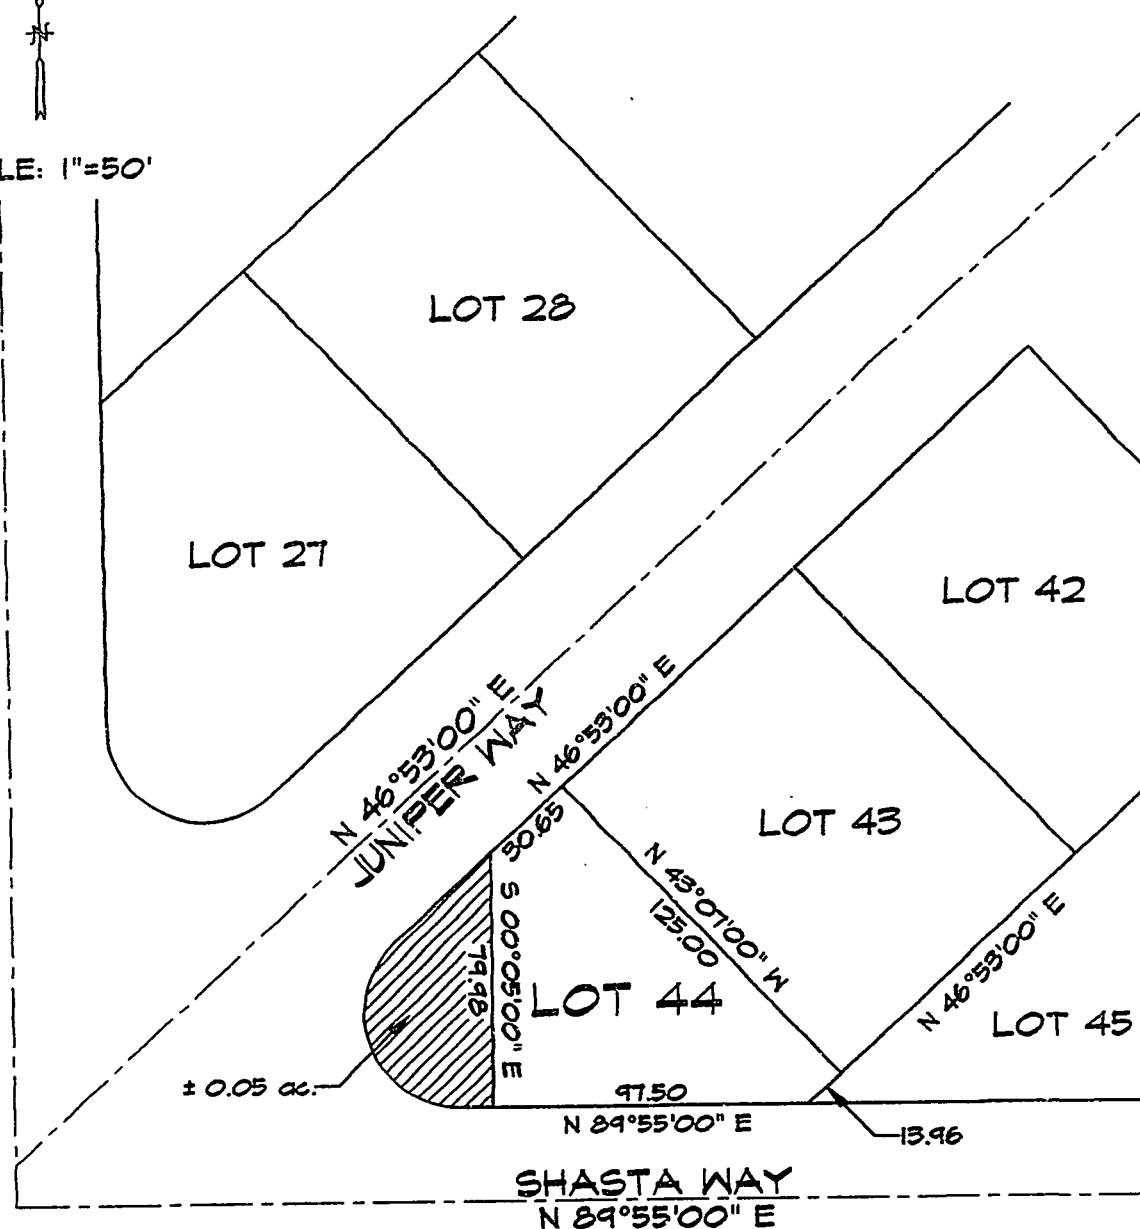 N
LE: 1"=50'
LOT 28
LOT 27
LOT 42
N 46°53'00" E
JUNIPER WAY
N 46°53'00" E
30.65
LOT 43
N 43°07'00" W
125.00
S 00°05'00" E
79.98
LOT 44
N 46°53'00" E
LOT 45
± 0.05 ac.
97.50
N 89°55'00" E
13.96
SHASTA WAY
N 89°55'00" E